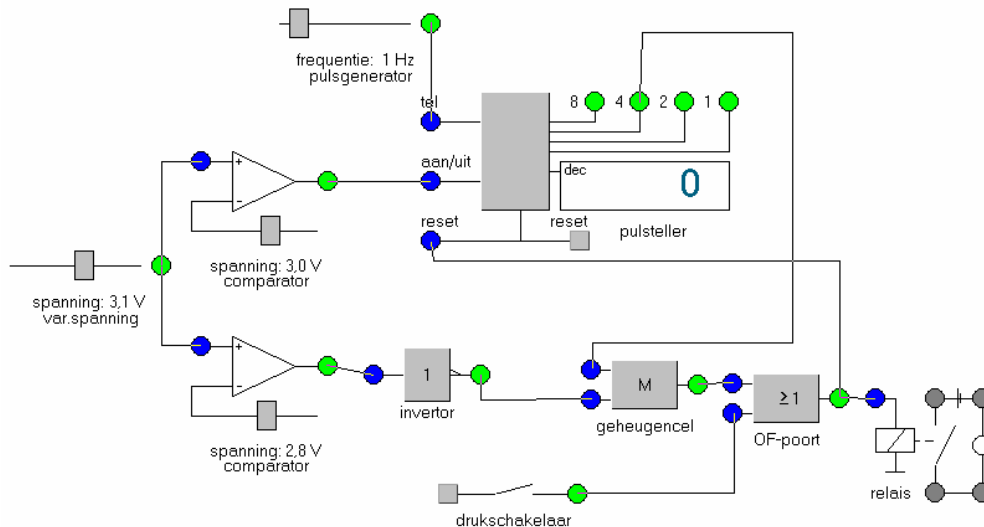 frequentie: 1 Hz
pulsgenerator
tel
8 4 2 1
aan/uit
dec
0
reset
reset
pulsteller
+
-
spanning: 3,0 V
comparator
spanning: 3,1 V
var.spanning
+
-
1
invertor
M
geheugencel
≥1
OF-poort
spanning: 2,8 V
comparator
relais
drukschakelaar